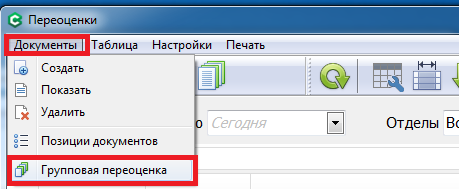 Переоценки
Документы Таблица Настройки Печать
Создать
Показать
Удалить
Сегодня Отделы
Позиции документов
Групповая переоценка